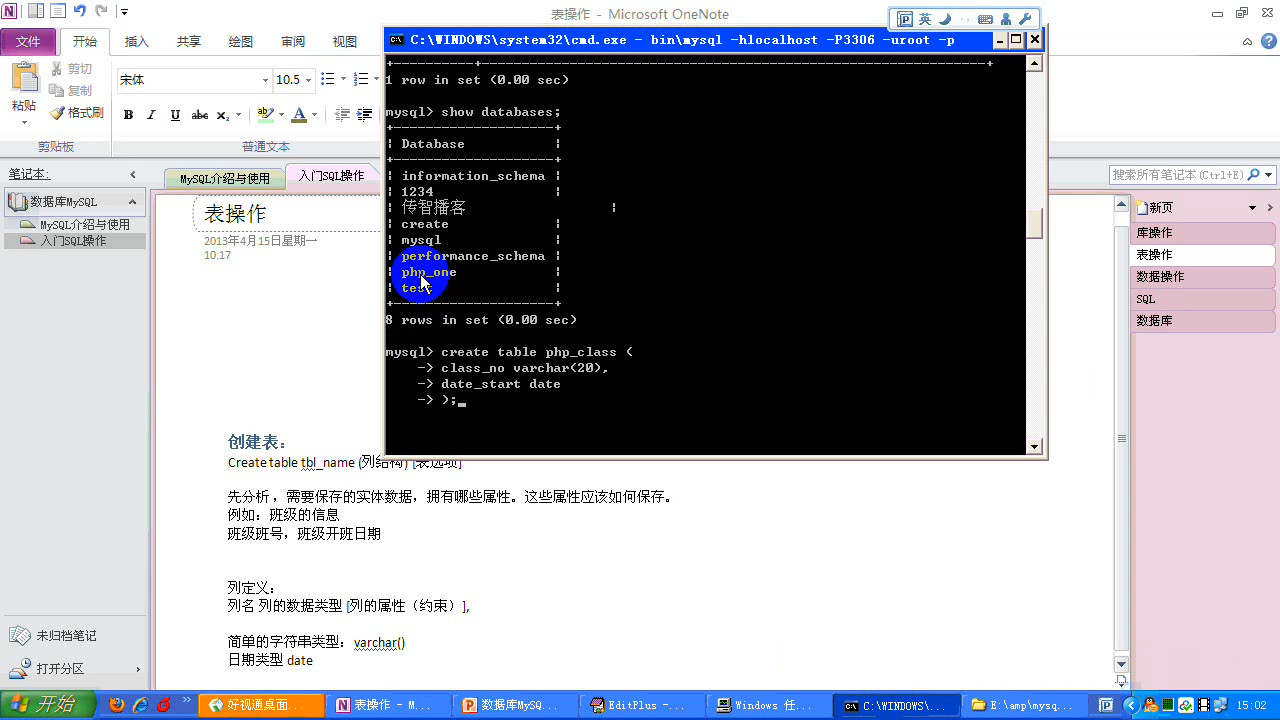 表操作 - Microsoft OneNote
英
文件
开始
插入
共享
绘图
审阅
视图
粘贴
剪切
复制
格式刷
剪贴板
宋体
10.5
B I U abc x₂
A
普通文本
C:\WINDOWS\system32\cmd.exe - bin\mysql -hlocalhost -P3306 -uroot -p
1 row in set (0.00 sec)
mysql> show databases;
+--------------------+
| Database |
+--------------------+
| information_schema |
| 1234 |
| 传智播客 |
| create |
| mysql |
| performance_schema |
| php_one |
| test |
+--------------------+
8 rows in set (0.00 sec)
mysql> create table php_class (
-> class_no varchar(20),
-> date_start date
-> );_
笔记本:
数据库MySQL
MySQL介绍与使用
入门SQL操作
MySQL介绍与使用
入门SQL操作
搜索所有笔记本(Ctrl+E)
新页
库操作
表操作
数据操作
SQL
数据库
表操作
2013年4月15日星期一
10:17
创建表：
Create table tbl_name (列结构) [表选项]
先分析，需要保存的实体数据，拥有哪些属性。这些属性应该如何保存。
例如：班级的信息
班级班号，班级开班日期
列定义：
列名 列的数据类型 [列的属性（约束）],
简单的字符串类型：varchar()
日期类型 date
未归档笔记
打开分区
开始
好视通桌面...
表操作 - M...
数据库MySQ...
EditPlus -...
Windows 任...
C:\WINDOWS\...
E:\amp\mysq...
15:02